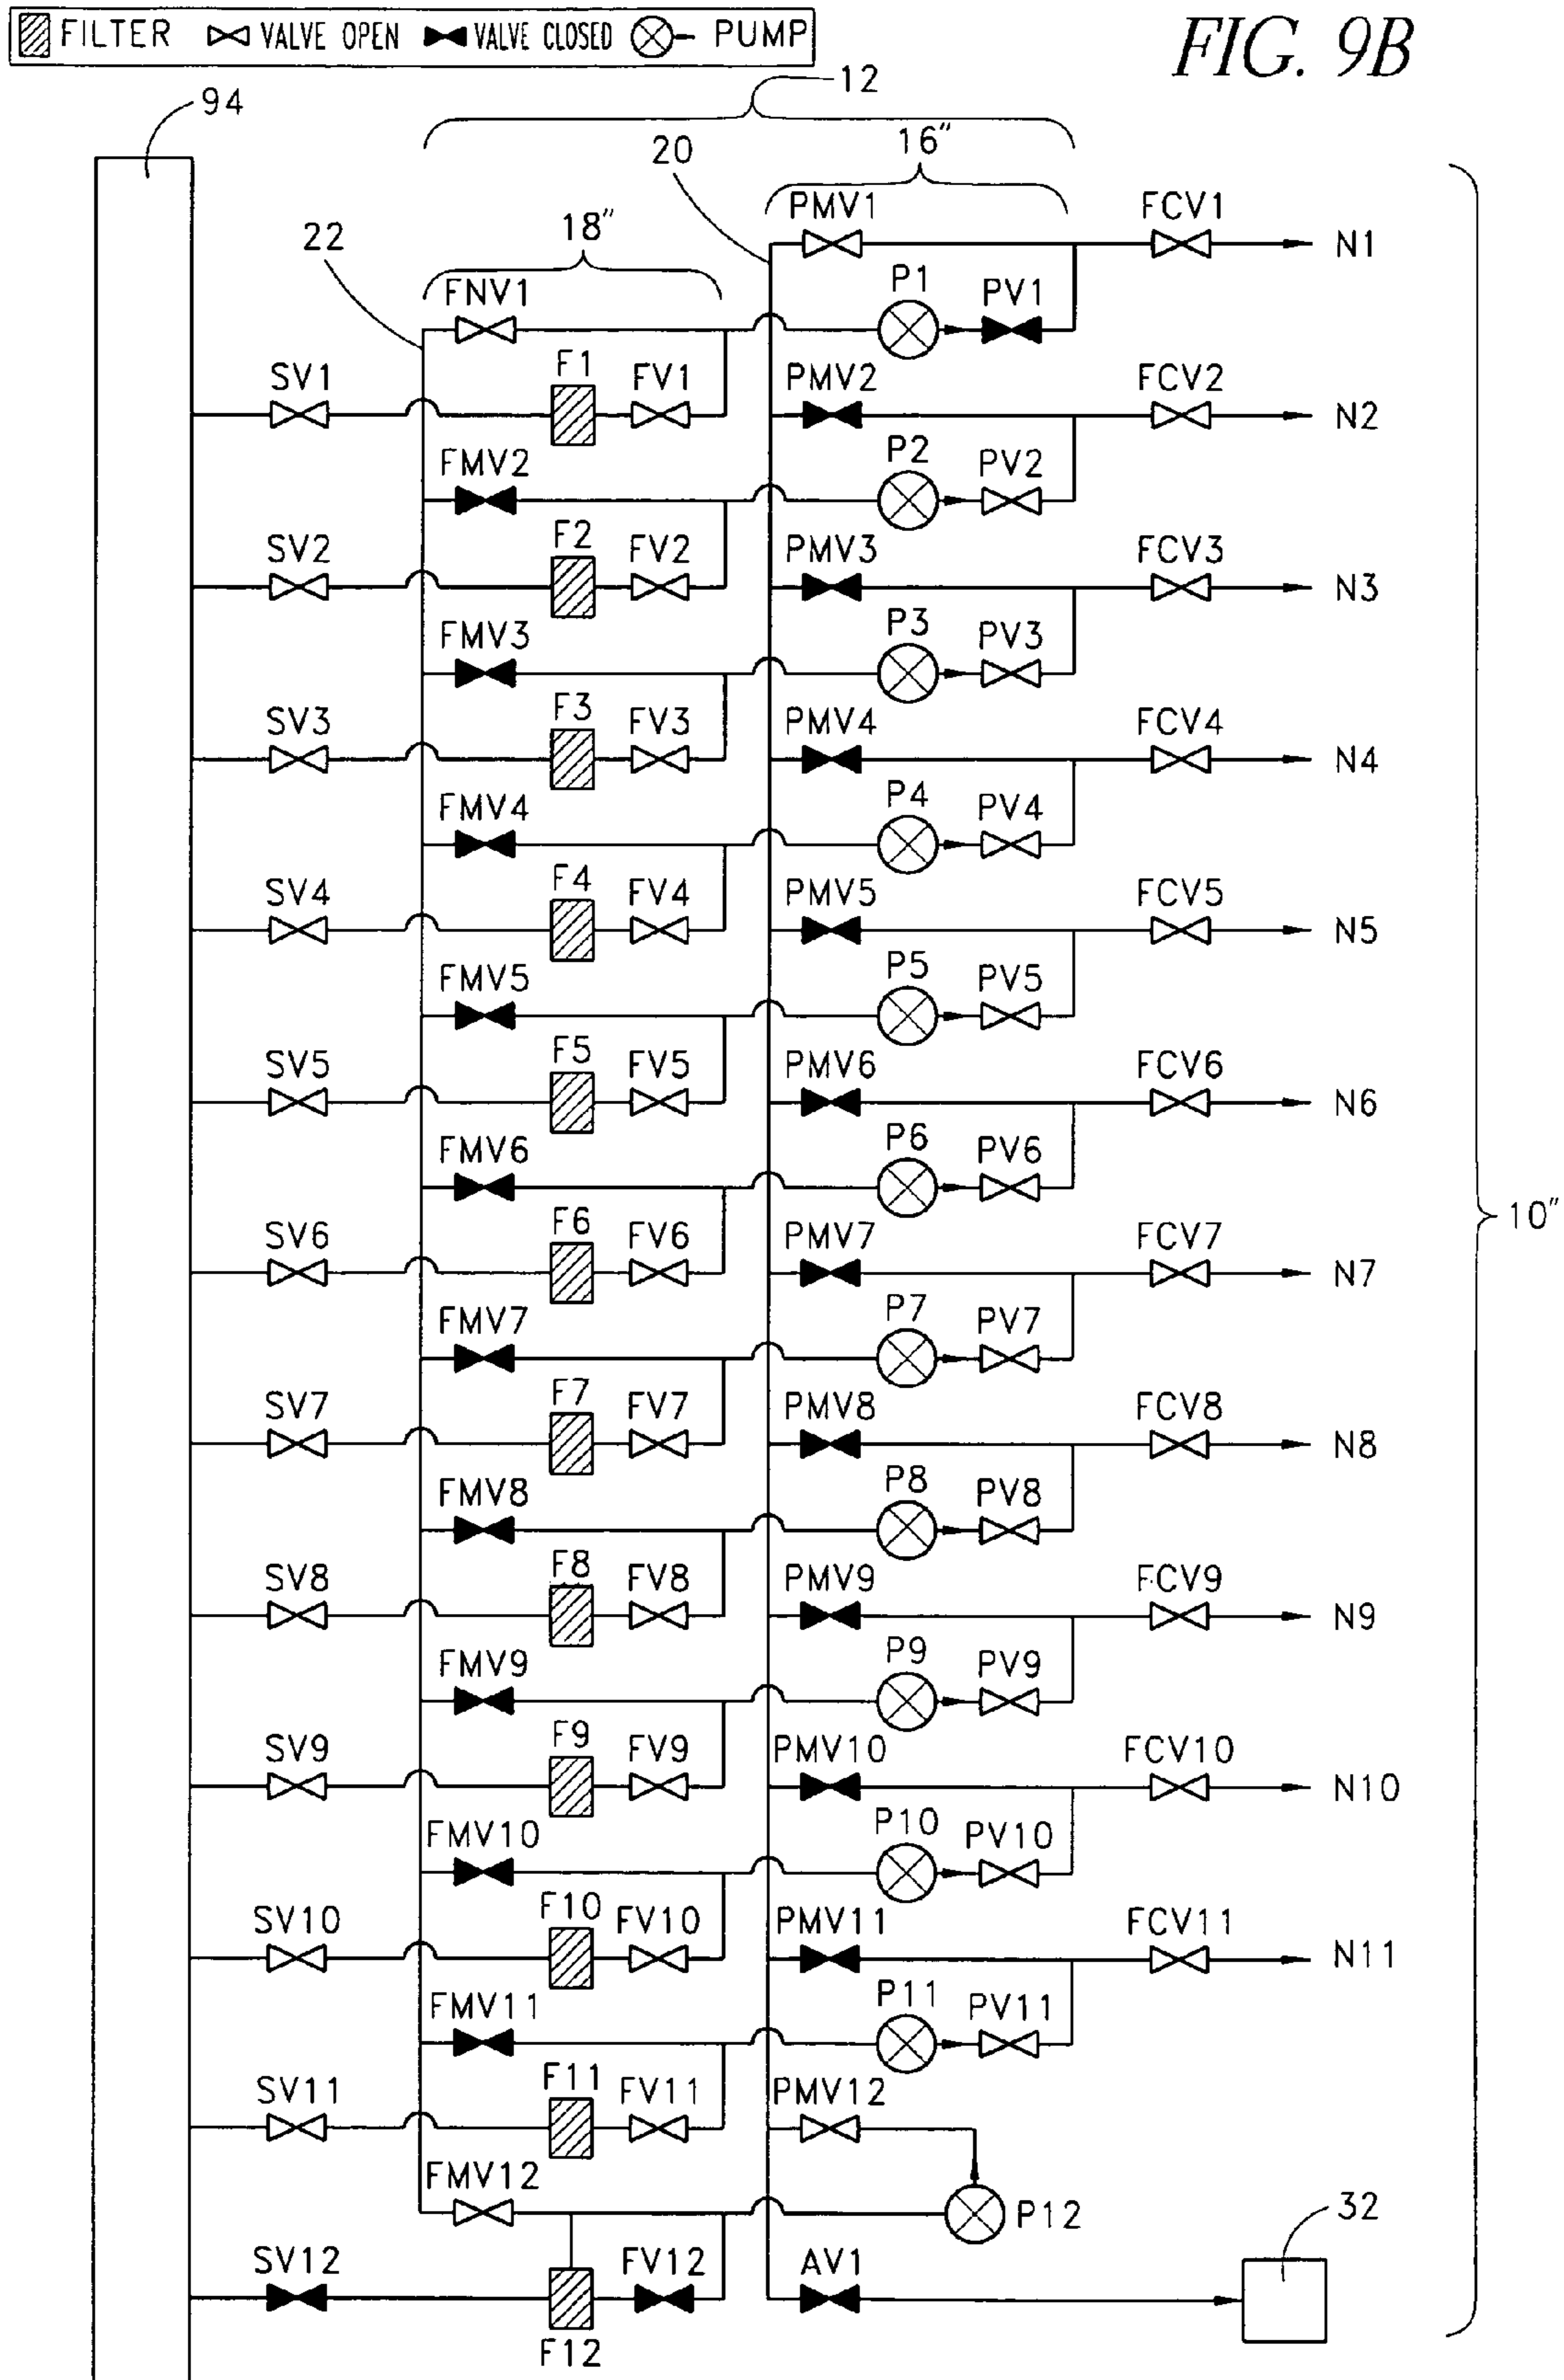 FILTER VALVE OPEN VALVE CLOSED PUMP
FIG. 9B
12
94
20
16"
PMV1 FCV1
N1
22
18"
FNV1 P1 PV1
SV1 F1 FV1 PMV2 FCV2
N2
FMV2 P2 PV2
SV2 F2 FV2 PMV3 FCV3
N3
FMV3 P3 PV3
SV3 F3 FV3 PMV4 FCV4
N4
FMV4 P4 PV4
SV4 F4 FV4 PMV5 FCV5
N5
FMV5 P5 PV5
SV5 F5 FV5 PMV6 FCV6
N6
FMV6 P6 PV6
10"
SV6 F6 FV6 PMV7 FCV7
N7
FMV7 P7 PV7
SV7 F7 FV7 PMV8 FCV8
N8
FMV8 P8 PV8
SV8 F8 FV8 PMV9 FCV9
N9
FMV9 P9 PV9
SV9 F9 FV9 PMV10 FCV10
N10
FMV10 P10 PV10
SV10 F10 FV10 PMV11 FCV11
N11
FMV11 P11 PV11
SV11 F11 FV11 PMV12
FMV12
P12
32
SV12 FV12 AV1
F12